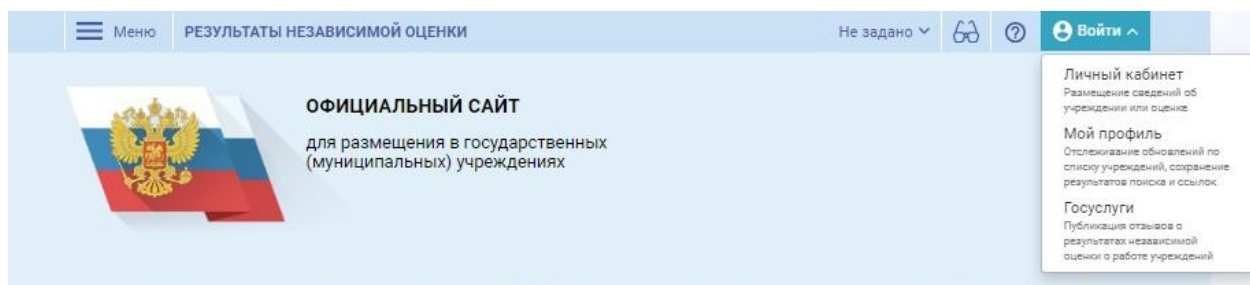 Меню
РЕЗУЛЬТАТЫ НЕЗАВИСИМОЙ ОЦЕНКИ
Не задано
Войти
ОФИЦИАЛЬНЫЙ САЙТ
для размещения в государственных
(муниципальных) учреждениях
Личный кабинет
Размещение сведений об
учреждении или оценке
Мой профиль
Отслеживание обновлений по
списку учреждений, сохранение
результатов поиска и ссылок
Госуслуги
Публикация отзывов о
результатах независимой
оценки о работе учреждений